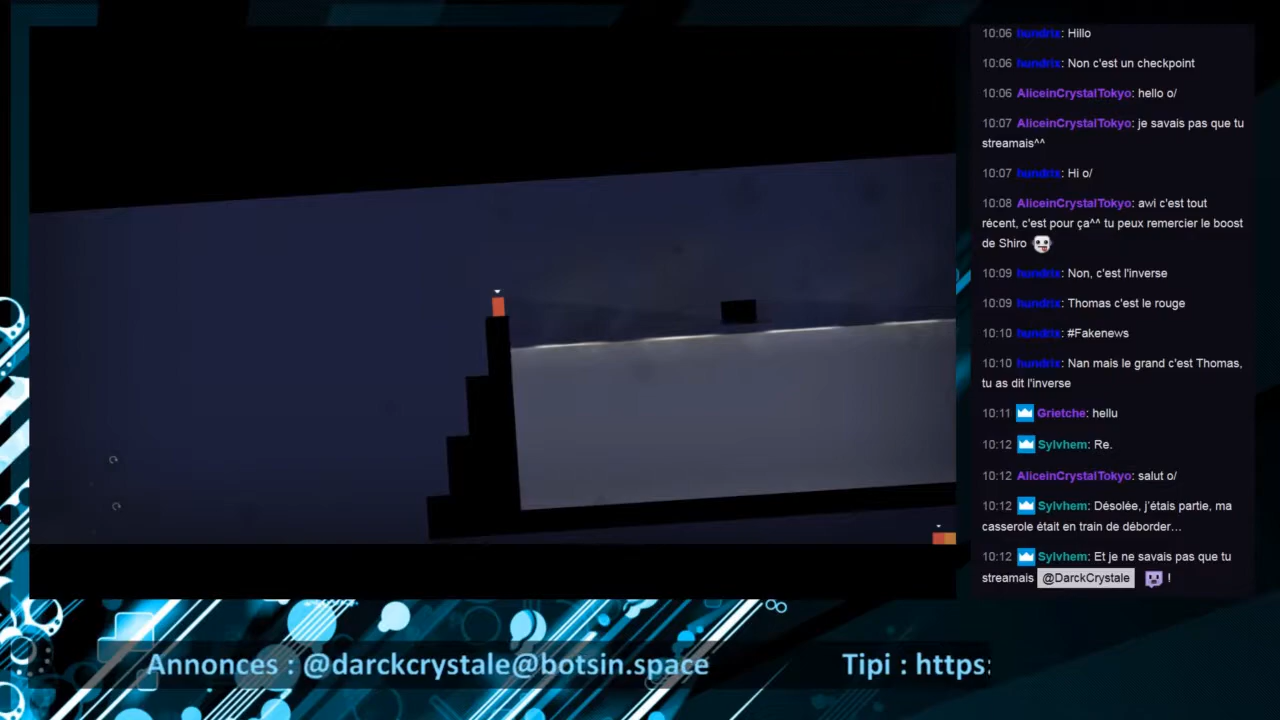 10:06 hundrix: Hillo
10:06 hundrix: Non c'est un checkpoint
10:06 AliceinCrystalTokyo: hello o/
10:07 AliceinCrystalTokyo: je savais pas que tu
streamais^^
10:07 hundrix: Hi o/
10:08 AliceinCrystalTokyo: awi c'est tout
récent, c'est pour ça^^ tu peux remercier le boost
de Shiro
10:09 hundrix: Non, c'est l'inverse
10:09 hundrix: Thomas c'est le rouge
10:10 hundrix: #Fakenews
10:10 hundrix: Nan mais le grand c'est Thomas,
tu as dit l'inverse
10:11 Grietche: hellu
10:12 Sylvhem: Re.
10:12 AliceinCrystalTokyo: salut o/
10:12 Sylvhem: Désolée, j'étais partie, ma
casserole était en train de déborder…
10:12 Sylvhem: Et je ne savais pas que tu
streamais @DarckCrystale !
Annonces : @darckcrystale@botsin.space Tipi : https: